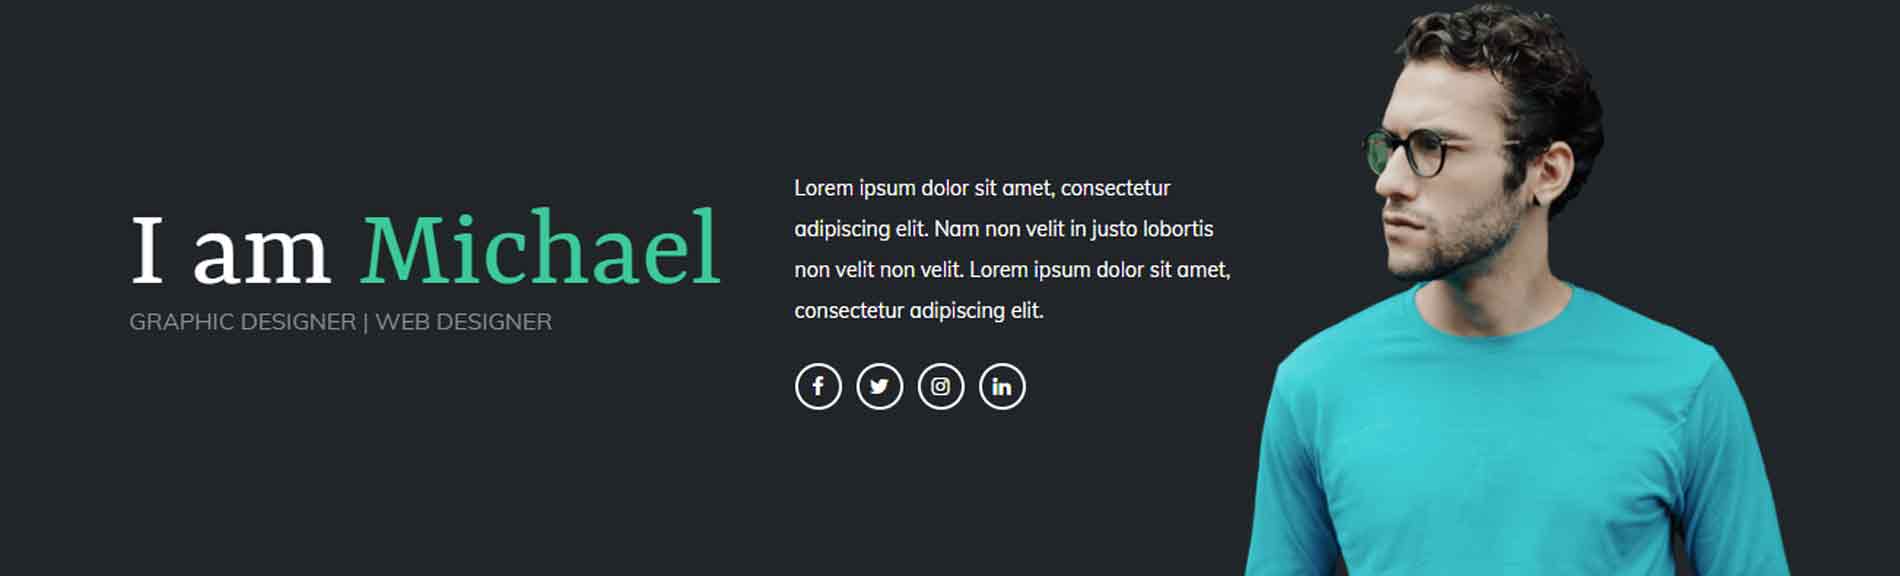 I am Michael
GRAPHIC DESIGNER | WEB DESIGNER
Lorem ipsum dolor sit amet, consectetur
adipiscing elit. Nam non velit in justo lobortis
non velit non velit. Lorem ipsum dolor sit amet,
consectetur adipiscing elit.